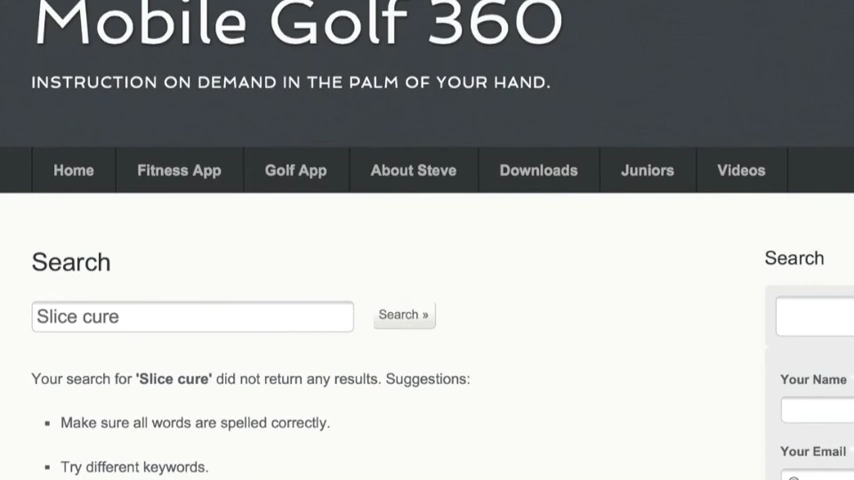 Mobile Golf 360
INSTRUCTION ON DEMAND IN THE PALM OF YOUR HAND.
Home
Fitness App
Golf App
About Steve
Downloads
Juniors
Videos
Search
Slice cure
Search »
Your search for 'Slice cure' did not return any results. Suggestions:
▪ Make sure all words are spelled correctly.
▪ Try different keywords.
Search
Your Name
Your Email